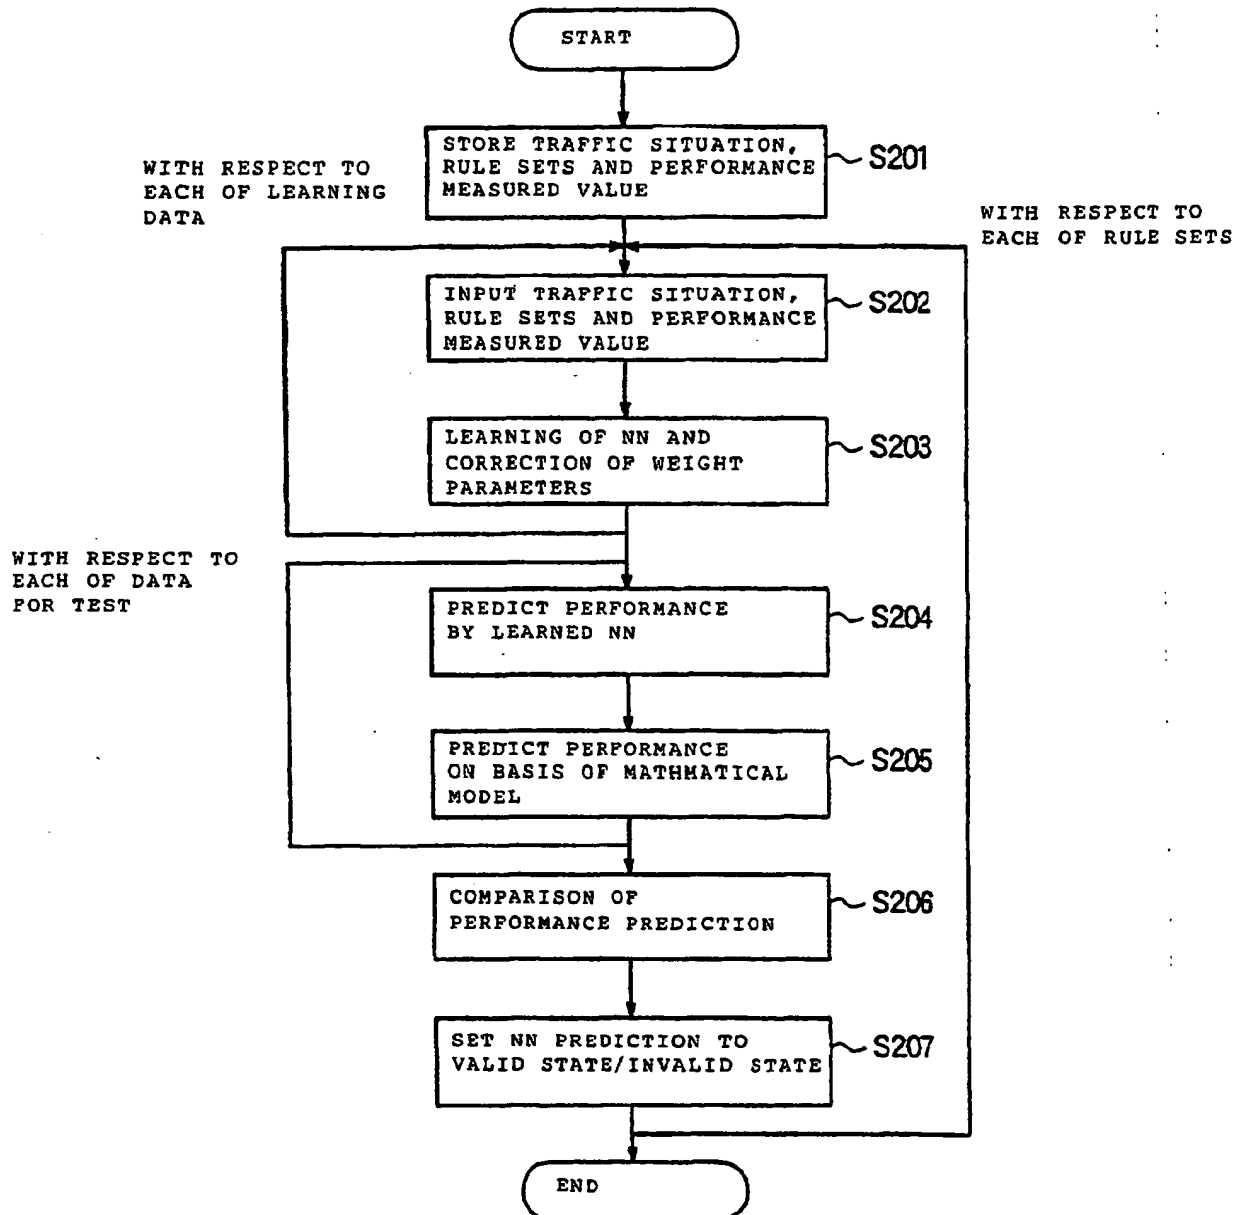 START
STORE TRAFFIC SITUATION,
RULE SETS AND PERFORMANCE
MEASURED VALUE
S201
WITH RESPECT TO
EACH OF LEARNING
DATA
WITH RESPECT TO
EACH OF RULE SETS
INPUT TRAFFIC SITUATION,
RULE SETS AND PERFORMANCE
MEASURED VALUE
S202
LEARNING OF NN AND
CORRECTION OF WEIGHT
PARAMETERS
S203
WITH RESPECT TO
EACH OF DATA
FOR TEST
PREDICT PERFORMANCE
BY LEARNED NN
S204
PREDICT PERFORMANCE
ON BASIS OF MATHMATICAL
MODEL
S205
COMPARISON OF
PERFORMANCE PREDICTION
S206
SET NN PREDICTION TO
VALID STATE/INVALID STATE
S207
END